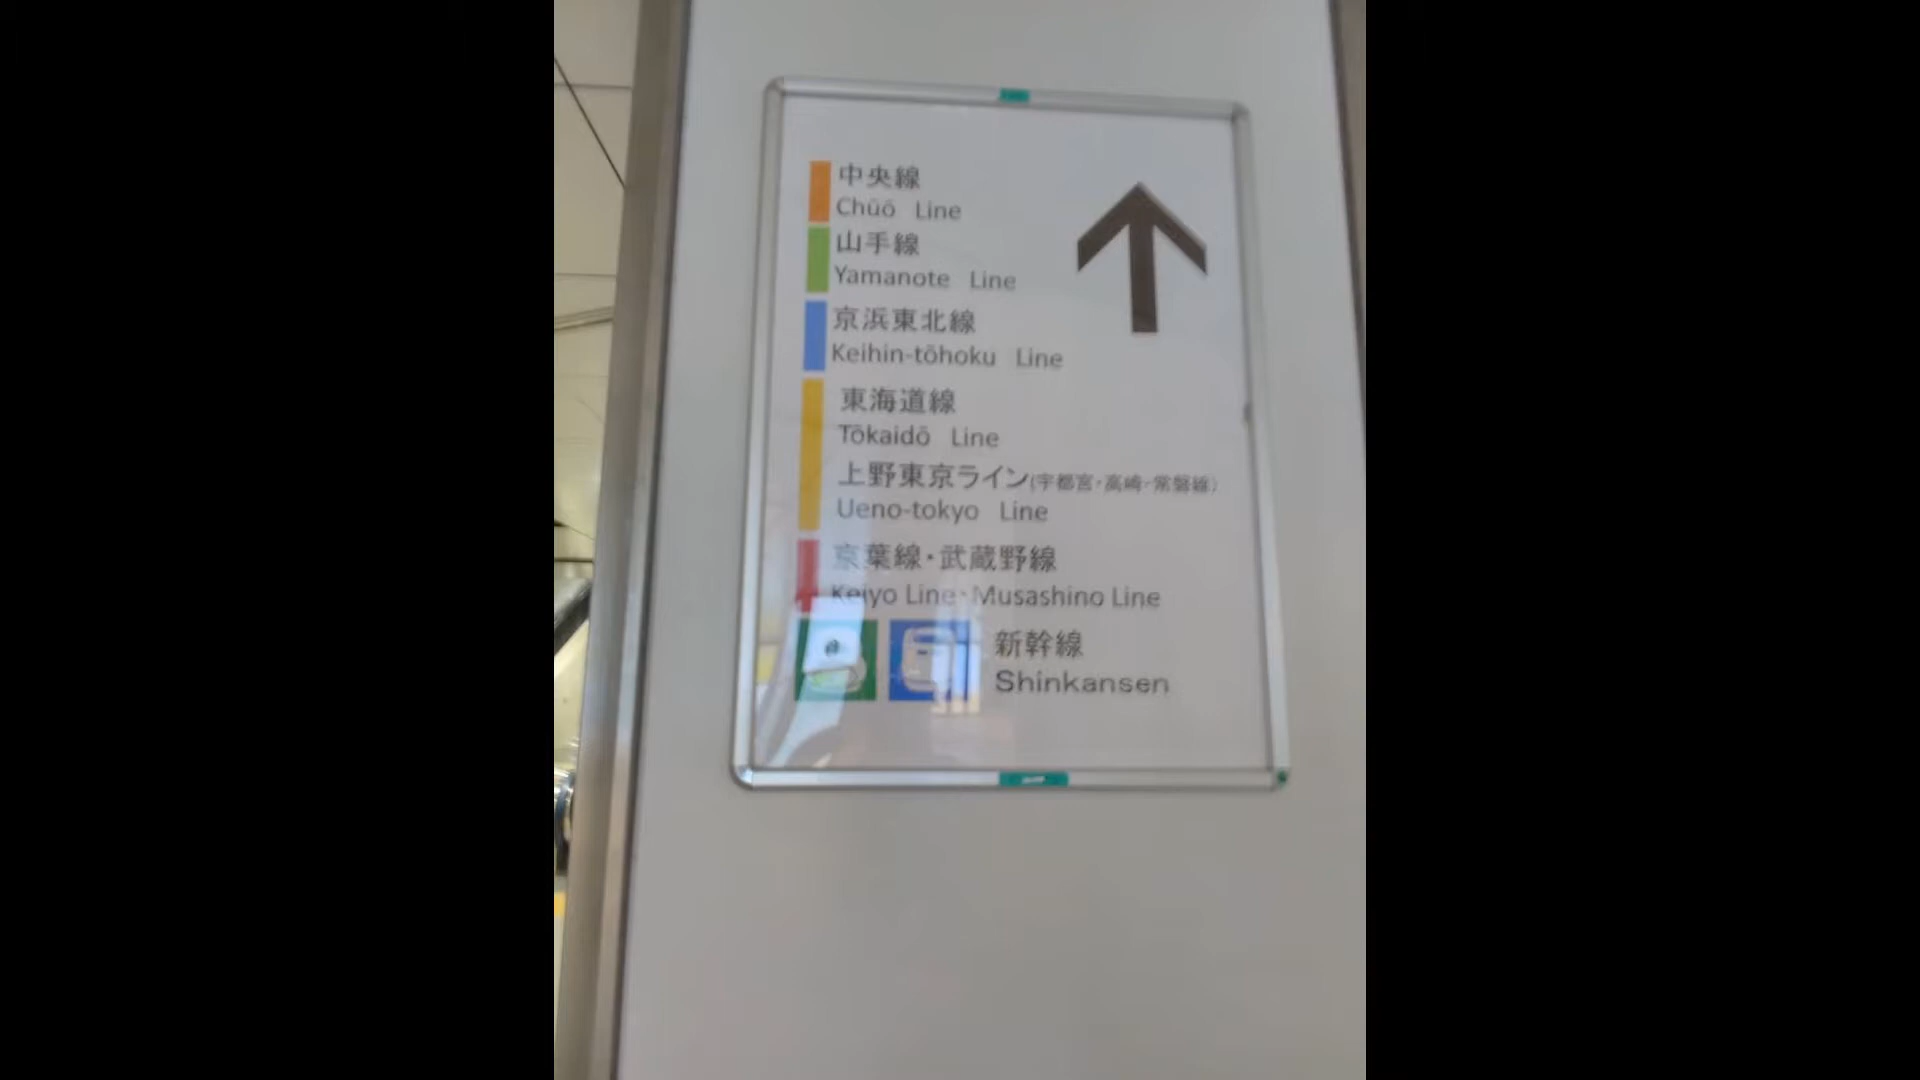 中央線
Chūō Line
山手線
Yamanote Line
京浜東北線
Keihin-tōhoku Line
東海道線
Tōkaidō Line
上野東京ライン(宇都宮・高崎・常磐線)
Ueno-tokyo Line
京葉線・武蔵野線
Keiyo Line・Musashino Line
新幹線
Shinkansen